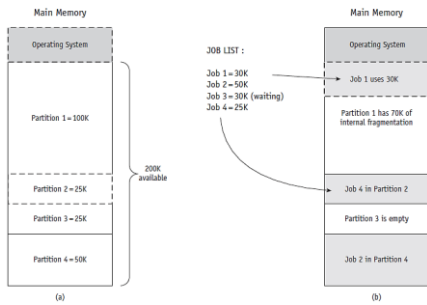 Main Memory
Operating System
Partition 1=100K
Partition 2=25K
Partition 3=25K
Partition 4=50K
200K
available
(a)
JOB LIST :
Job 1=30K
Job 2=50K
Job 3=30K (waiting)
Job 4=25K
Main Memory
Operating System
Job 1 uses 30K
Partition 1 has 70K of
internal fragmentation
Job 4 in Partition 2
Partition 3 is empty
Job 2 in Partition 4
(b)